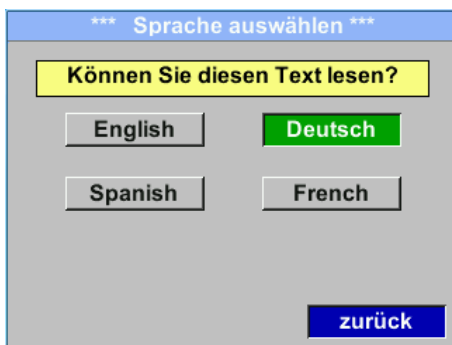 *** Sprache auswählen ***
Können Sie diesen Text lesen?
English Deutsch
Spanish French
zurück